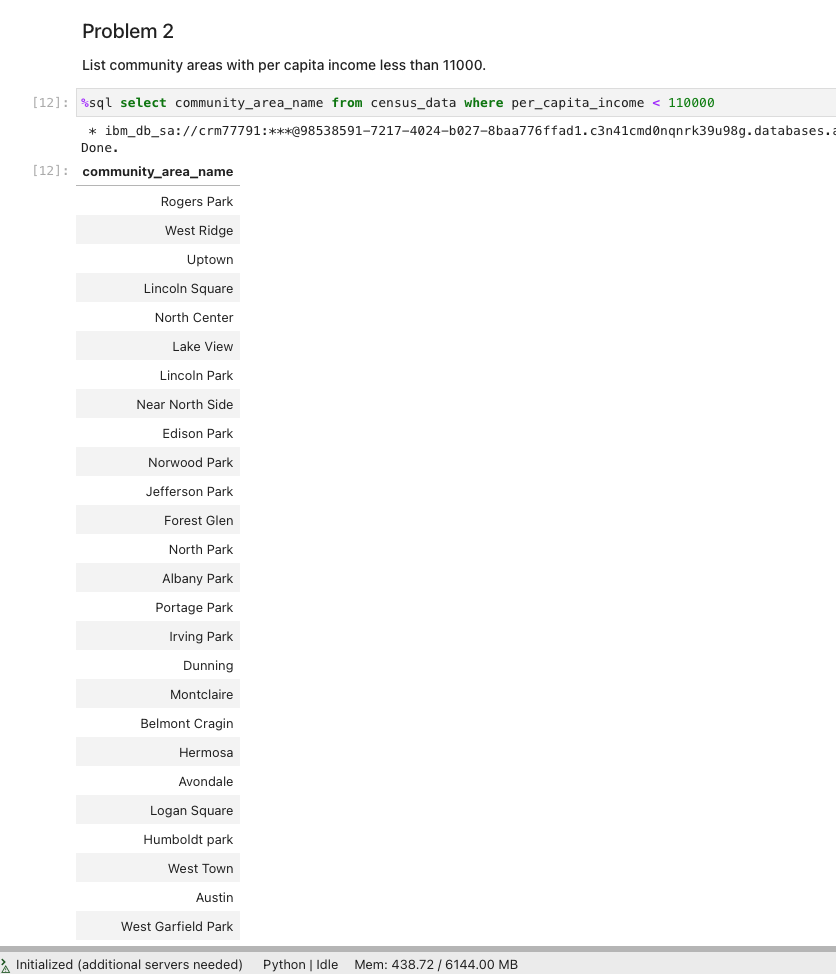 Problem 2
List community areas with per capita income less than 11000.
[12]: %sql select community_area_name from census_data where per_capita_income < 110000
* ibm_db_sa://crm77791:***@98538591-7217-4024-b027-8baa776ffad1.c3n41cmd0nqnrk39u98g.databases.a
Done.
[12]: community_area_name
Rogers Park
West Ridge
Uptown
Lincoln Square
North Center
Lake View
Lincoln Park
Near North Side
Edison Park
Norwood Park
Jefferson Park
Forest Glen
North Park
Albany Park
Portage Park
Irving Park
Dunning
Montclaire
Belmont Cragin
Hermosa
Avondale
Logan Square
Humboldt park
West Town
Austin
West Garfield Park
Initialized (additional servers needed) Python | Idle Mem: 438.72 / 6144.00 MB